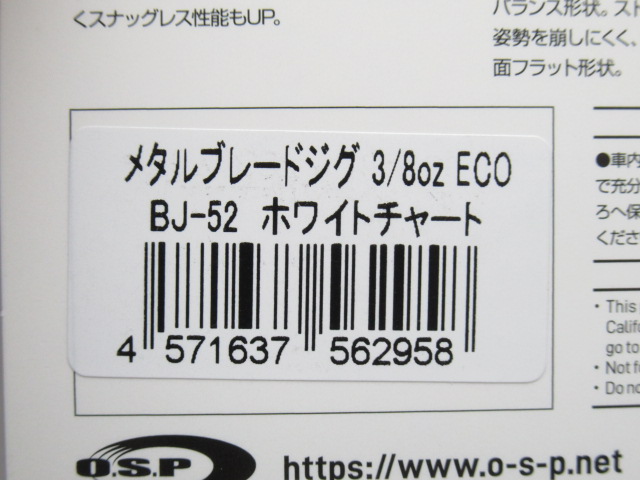 くスナッグレス性能もUP。
バランス形状。スト
姿勢を崩しにくく、
面フラット形状。
メタルブレードジグ 3/8oz ECO
BJ-52 ホワイトチャート
4 571637 562958
●車内
で充分
ろへ保
くださ
・This
Califo
go to
・Not fu
・Do no
O.S.P
https://www.o-s-p.net